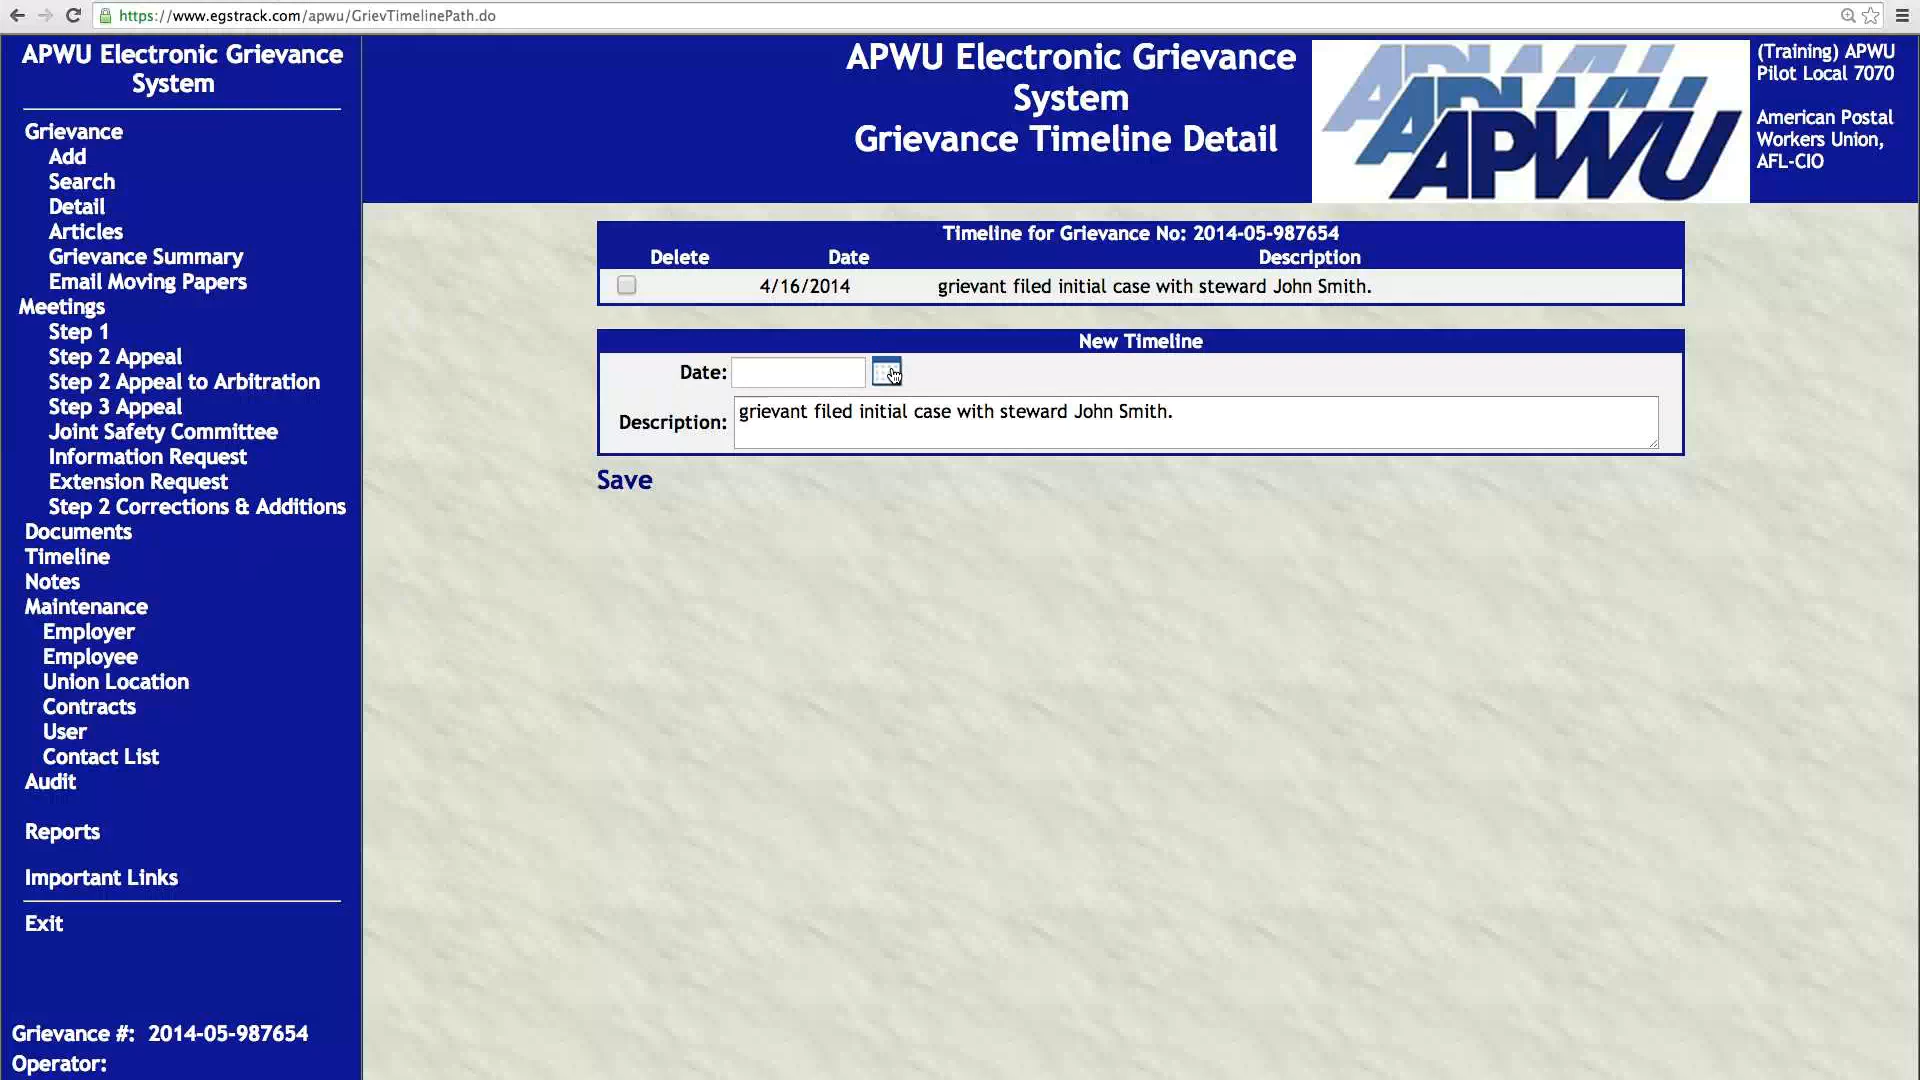 https://www.egstrack.com/apwu/GrievTimelinePath.do
APWU Electronic Grievance
System
Grievance
Add
Search
Detail
Articles
Grievance Summary
Email Moving Papers
Meetings
Step 1
Step 2 Appeal
Step 2 Appeal to Arbitration
Step 3 Appeal
Joint Safety Committee
Information Request
Extension Request
Step 2 Corrections & Additions
Documents
Timeline
Notes
Maintenance
Employer
Employee
Union Location
Contracts
User
Contact List
Audit
Reports
Important Links
Exit
Grievance #: 2014-05-987654
Operator:
APWU Electronic Grievance
System
Grievance Timeline Detail
APWU
APWU
APWU
(Training) APWU
Pilot Local 7070
American Postal
Workers Union,
AFL-CIO
Timeline for Grievance No: 2014-05-987654
Delete Date Description
4/16/2014 grievant filed initial case with steward John Smith.
New Timeline
Date:
Description: grievant filed initial case with steward John Smith.
Save